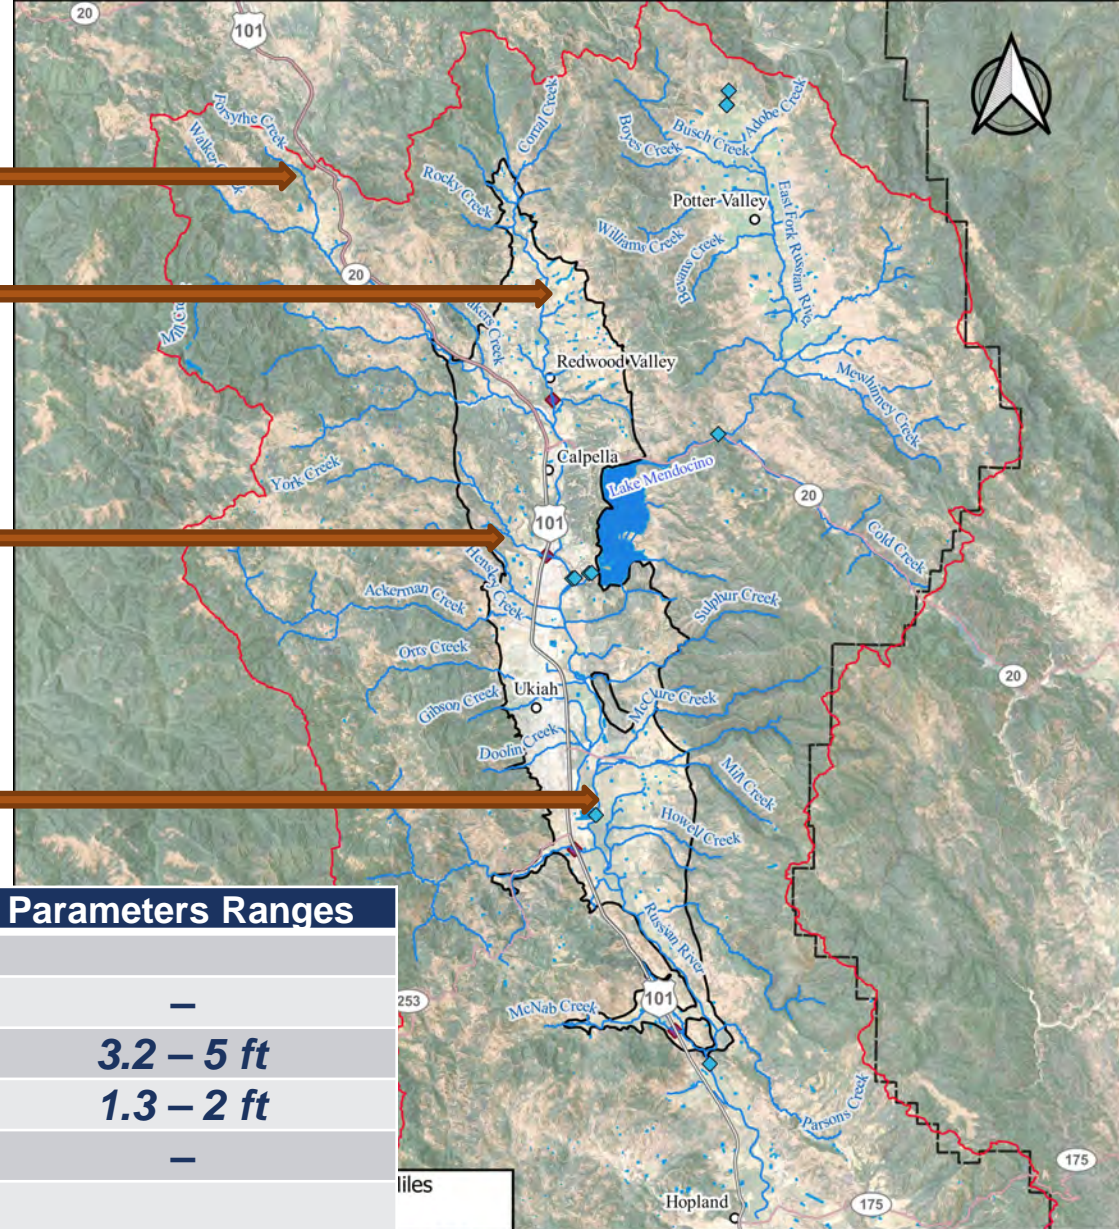 20
101
Forsythe Creek
Corral Creek
Adobe Creek
Busch Creek
Boyes Creek
Rocky Creek
Potter Valley
East Fork Russian River
Williams Creek
Bevans Creek
20
Redwood Valley
Mewhinney Creek
Calpella
Lake Mendocino
York Creek
20
101
Cold Creek
Hensley Creek
Ackerman Creek
Sulphur Creek
Orrs Creek
20
Ukiah
McClure Creek
Gibson Creek
Doolin Creek
Mill Creek
Howell Creek
Parameters Ranges
–
3.2 – 5 ft
1.3 – 2 ft
–
Russian River
253
101
McNab Creek
Parsons Creek
175
Hopland
175